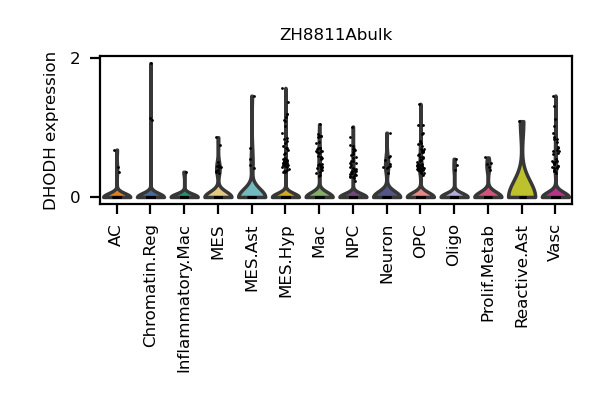 ZH8811Abulk
DHODH expression
2
0
AC
Chromatin.Reg
Inflammatory.Mac
MES
MES.Ast
MES.Hyp
Mac
NPC
Neuron
OPC
Oligo
Prolif.Metab
Reactive.Ast
Vasc